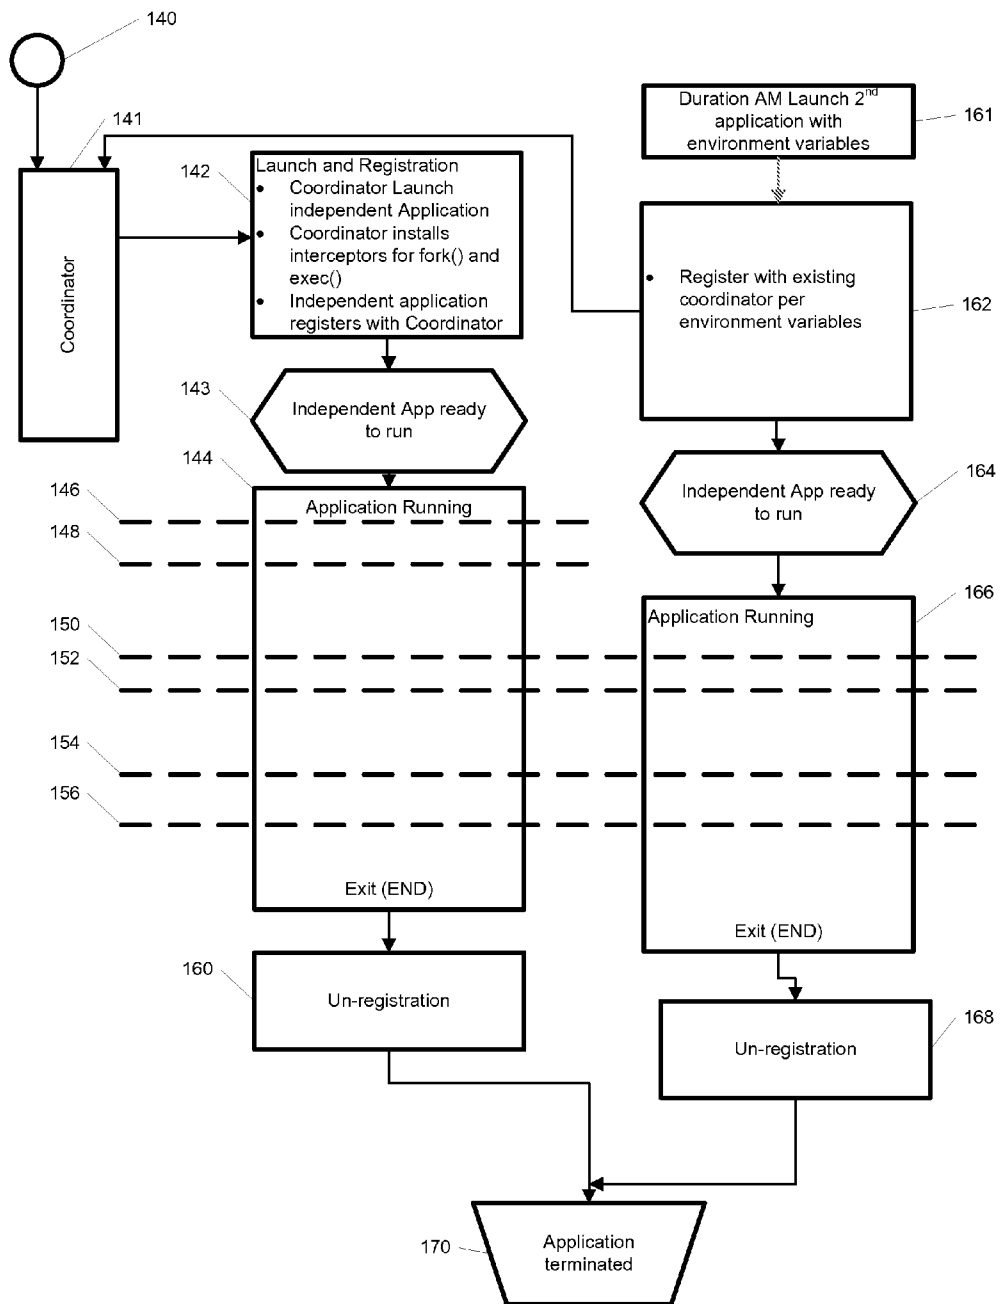 140
141
Coordinator
142
Launch and Registration
• Coordinator Launch
independent Application
• Coordinator installs
interceptors for fork() and
exec()
• Independent application
registers with Coordinator
143
Independent App ready
to run
144
Application Running
146
148
150
152
154
156
Exit (END)
160
Un-registration
Duration AM Launch 2nd
application with
environment variables
161
• Register with existing
coordinator per
environment variables
162
Independent App ready
to run
164
Application Running
166
Exit (END)
Un-registration
168
170
Application
terminated